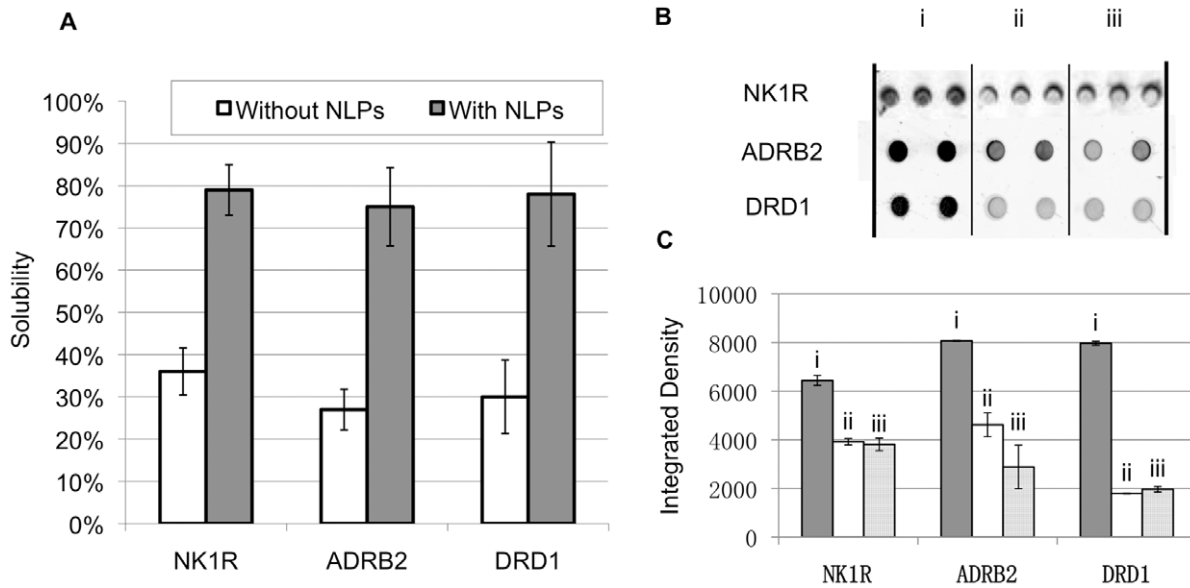 A
Without NLPs With NLPs
100%
90%
80%
70%
60%
50%
40%
30%
20%
10%
0%
Solubility
NK1R ADRB2 DRD1
B
i ii iii
NK1R
ADRB2
DRD1
C
10000
8000
6000
4000
2000
0
Integrated Density
i ii iii
i ii iii
i ii iii
NK1R ADRB2 DRD1